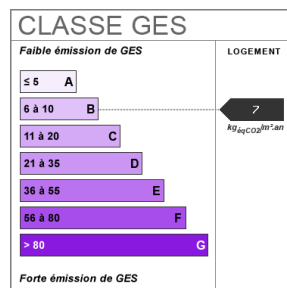 CLASSE GES
Faible émission de GES
LOGEMENT
≤ 5 A
6 à 10 B
7
kgéqCO2/m².an
11 à 20 C
21 à 35 D
36 à 55 E
56 à 80 F
> 80 G
Forte émission de GES